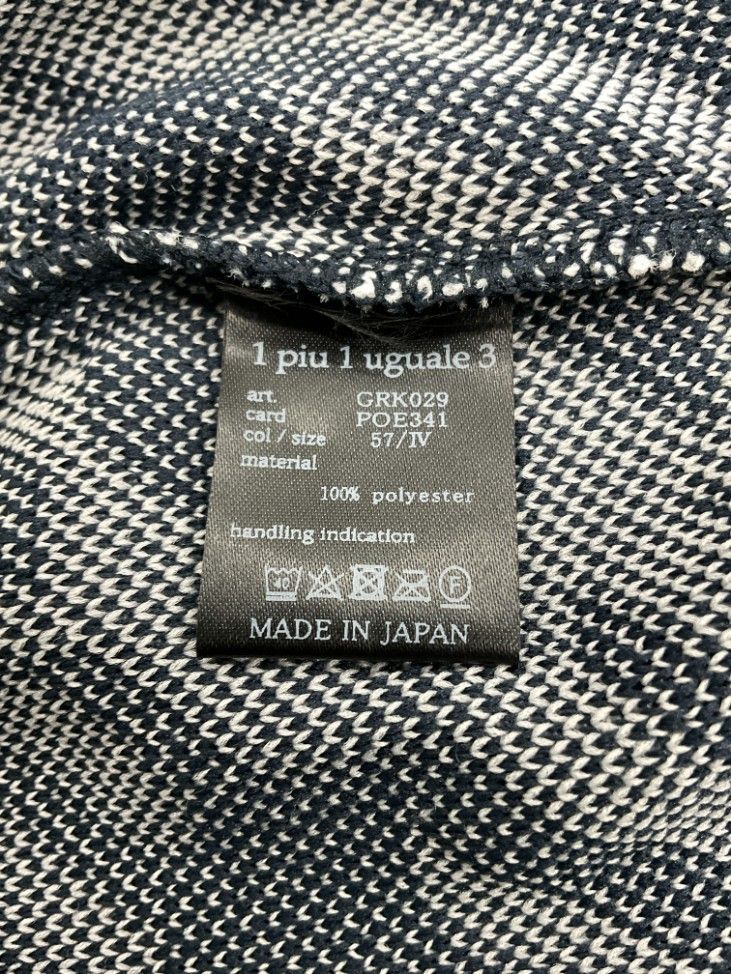 1 piu 1 uguale 3
art. GRK029
card POE341
col / size 57/IV
material
100% polyester
handling indication
40 F
MADE IN JAPAN